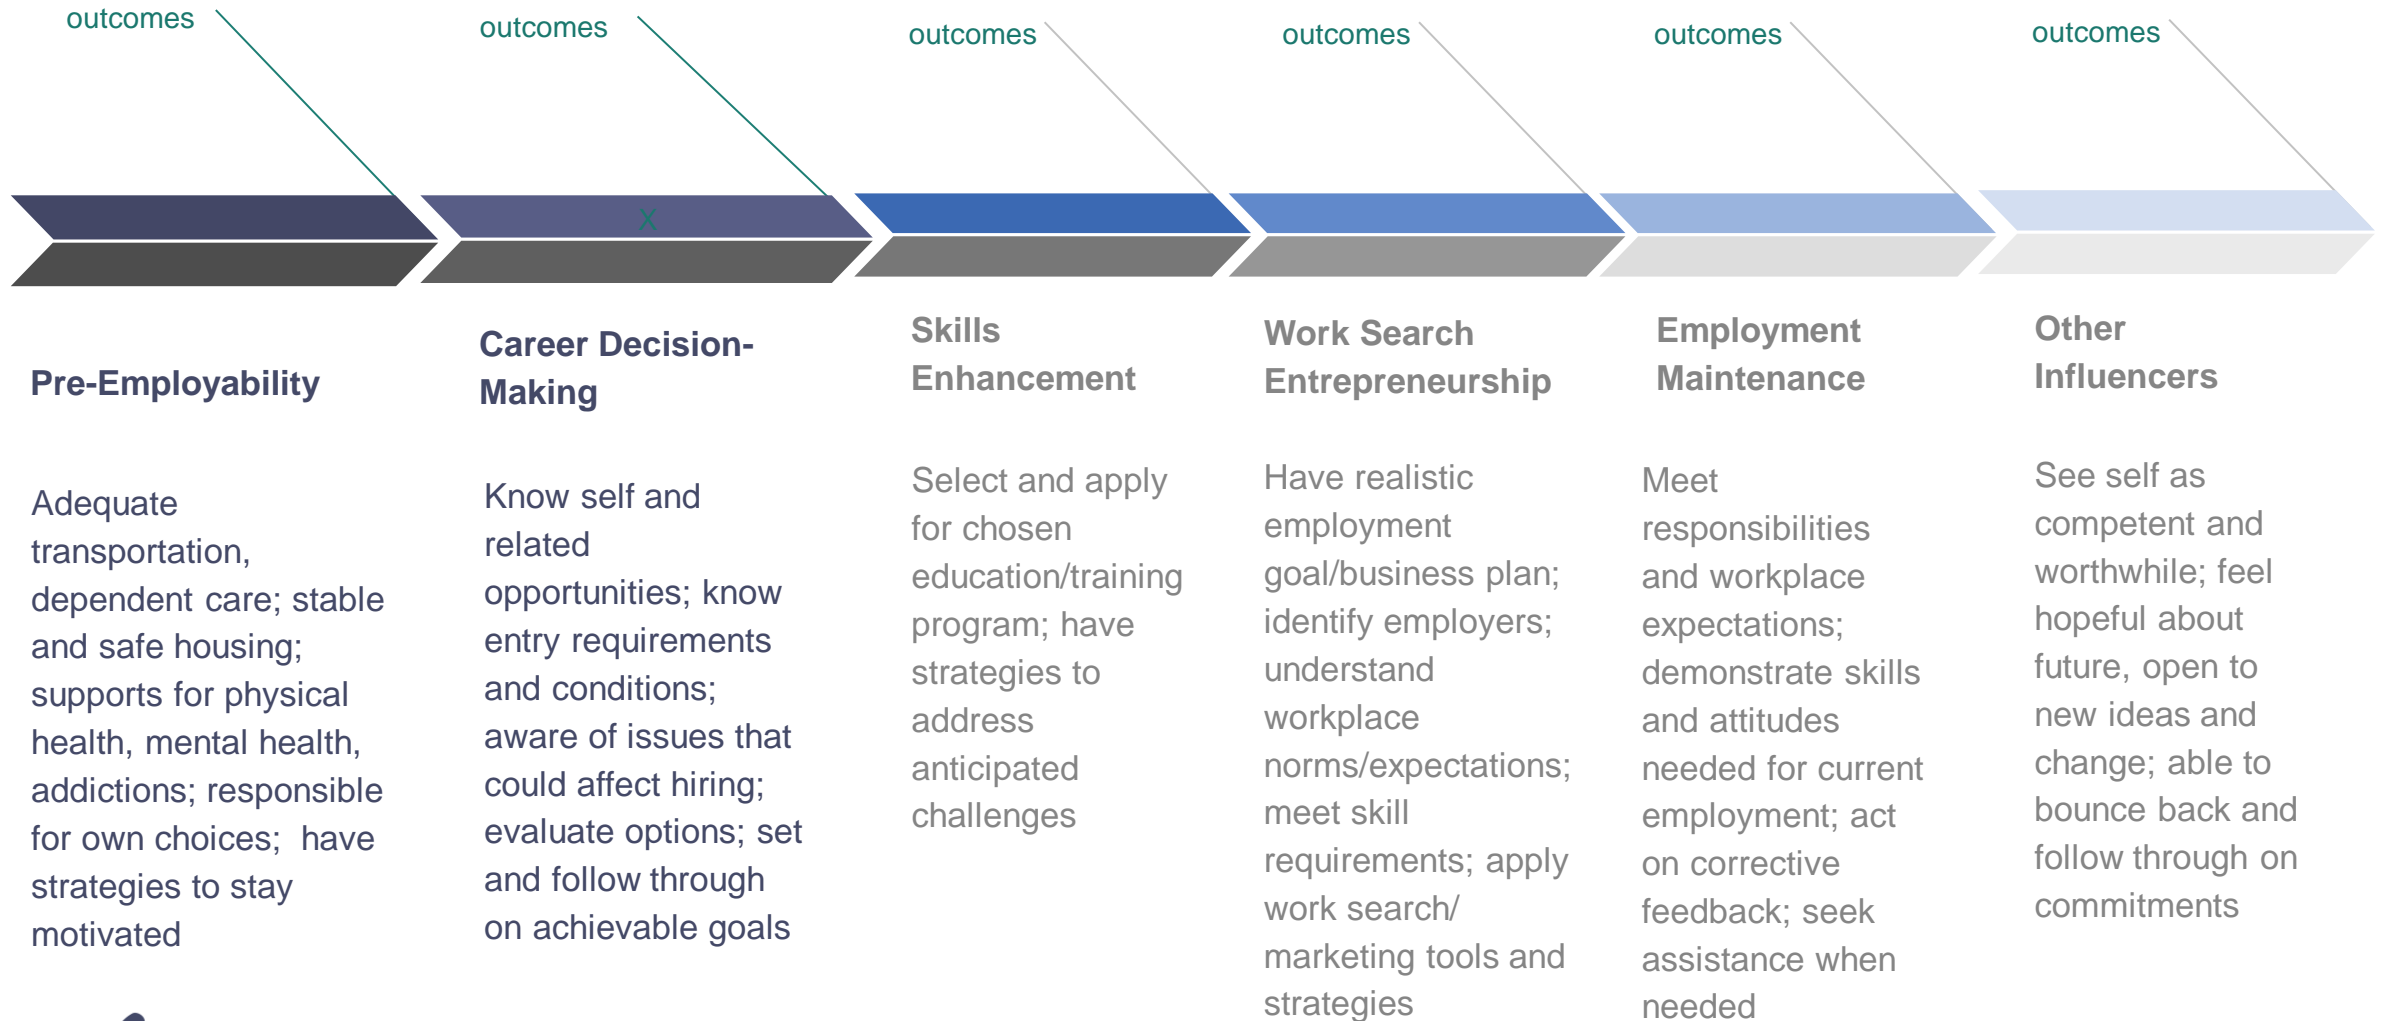 outcomes
outcomes
outcomes
outcomes
outcomes
outcomes
X
Pre-Employability
Adequate
transportation,
dependent care; stable
and safe housing;
supports for physical
health, mental health,
addictions; responsible
for own choices;  have
strategies to stay
motivated
Career Decision-
Making
Know self and
related
opportunities; know
entry requirements
and conditions;
aware of issues that
could affect hiring;
evaluate options; set
and follow through
on achievable goals
Skills
Enhancement
Select and apply
for chosen
education/training
program; have
strategies to
address
anticipated
challenges
Work Search
Entrepreneurship
Have realistic
employment
goal/business plan;
identify employers;
understand
workplace
norms/expectations;
meet skill
requirements; apply
work search/
marketing tools and
strategies
Employment
Maintenance
Meet
responsibilities
and workplace
expectations;
demonstrate skills
and attitudes
needed for current
employment; act
on corrective
feedback; seek
assistance when
needed
Other
Influencers
See self as
competent and
worthwhile; feel
hopeful about
future, open to
new ideas and
change; able to
bounce back and
follow through on
commitments